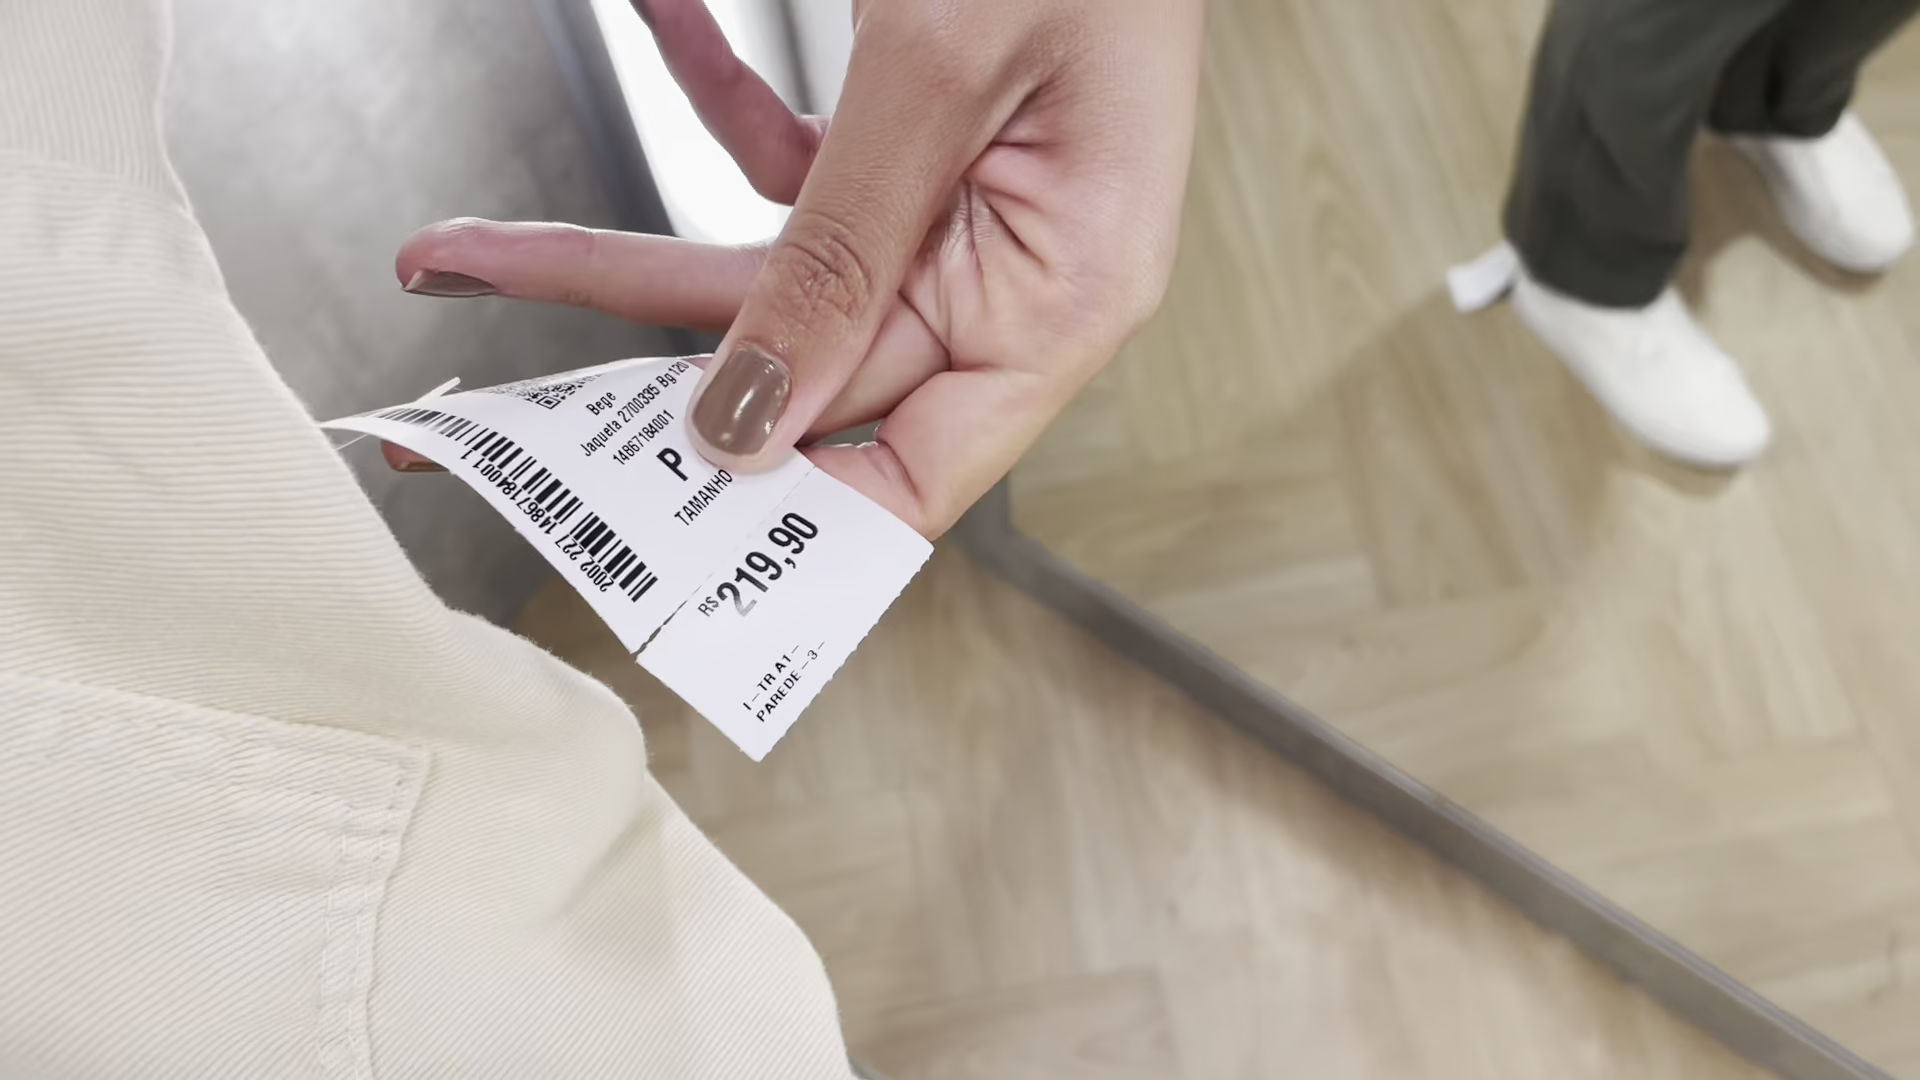 Bege
Jaqueta 2700335 Bg120
14867184001
P
TAMANHO
2002 227 14867184001 1
R$219,90
I – TR A1 –
PAREDE – 3 –